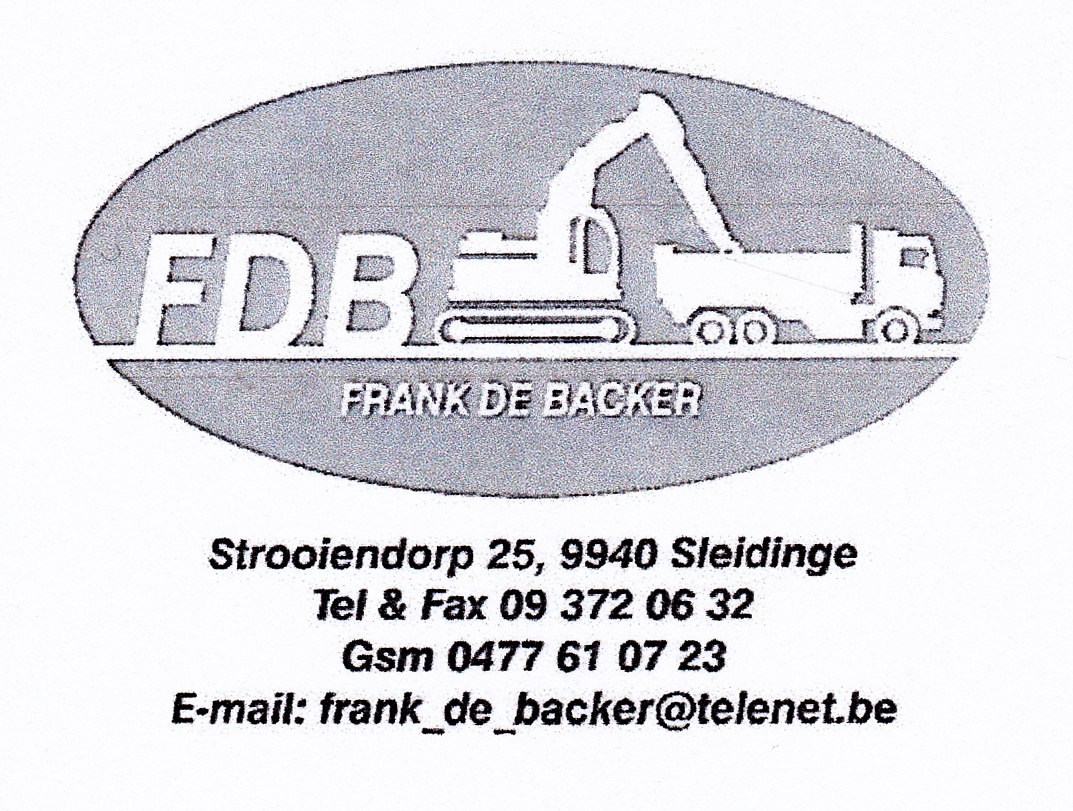 FDB
FRANK DE BACKER
Strooiendorp 25, 9940 Sleidinge
Tel & Fax 09 372 06 32
Gsm 0477 61 07 23
E-mail: frank_de_backer@telenet.be